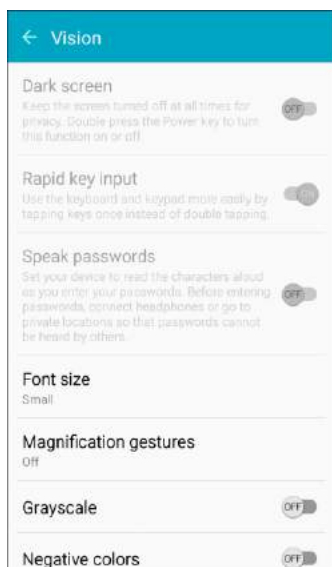 Vision
Dark screen
Keep the screen turned off at all times for
privacy. Double press the Power key to turn
this function on or off.
OFF
Rapid key input
Use the keyboard and keypad more easily by
tapping keys once instead of double tapping.
ON
Speak passwords
Set your device to read the characters aloud
as you enter your passwords. Before entering
passwords, connect headphones or go to
private locations so that passwords cannot
be heard by others.
OFF
Font size
Small
Magnification gestures
Off
Grayscale
OFF
Negative colors
OFF